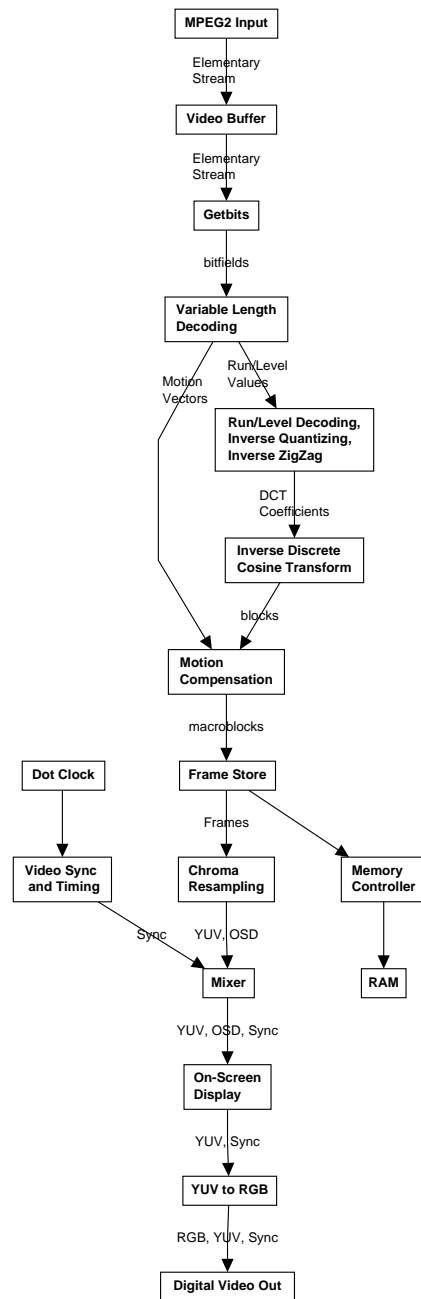 MPEG2 Input
Elementary
Stream
Video Buffer
Elementary
Stream
Getbits
bitfields
Variable Length
Decoding
Motion
Vectors
Run/Level
Values
Run/Level Decoding,
Inverse Quantizing,
Inverse ZigZag
DCT
Coefficients
Inverse Discrete
Cosine Transform
blocks
Motion
Compensation
macroblocks
Dot Clock
Frame Store
Frames
Video Sync
and Timing
Chroma
Resampling
Memory
Controller
Sync
YUV, OSD
Mixer
RAM
YUV, OSD, Sync
On-Screen
Display
YUV, Sync
YUV to RGB
RGB, YUV, Sync
Digital Video Out